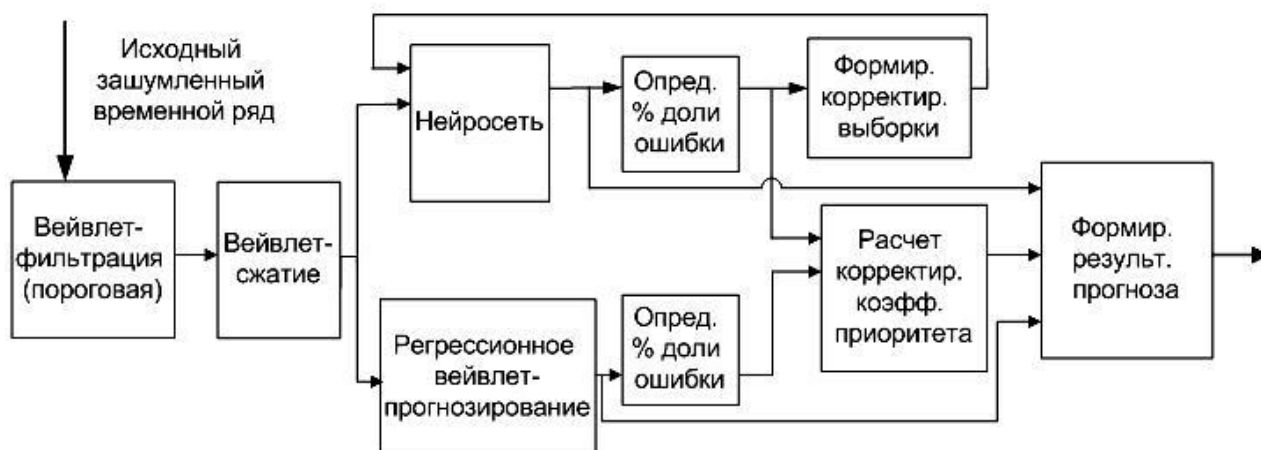 Исходный
зашумленный
временной ряд
Вейвлет-
фильтрация
(пороговая)
Вейвлет-
сжатие
Нейросеть
Опред.
% доли
ошибки
Формир.
корректир.
выборки
Регрессионное
вейвлет-
прогнозирование
Опред.
% доли
ошибки
Расчет
корректир.
коэфф.
приоритета
Формир.
результ.
прогноза